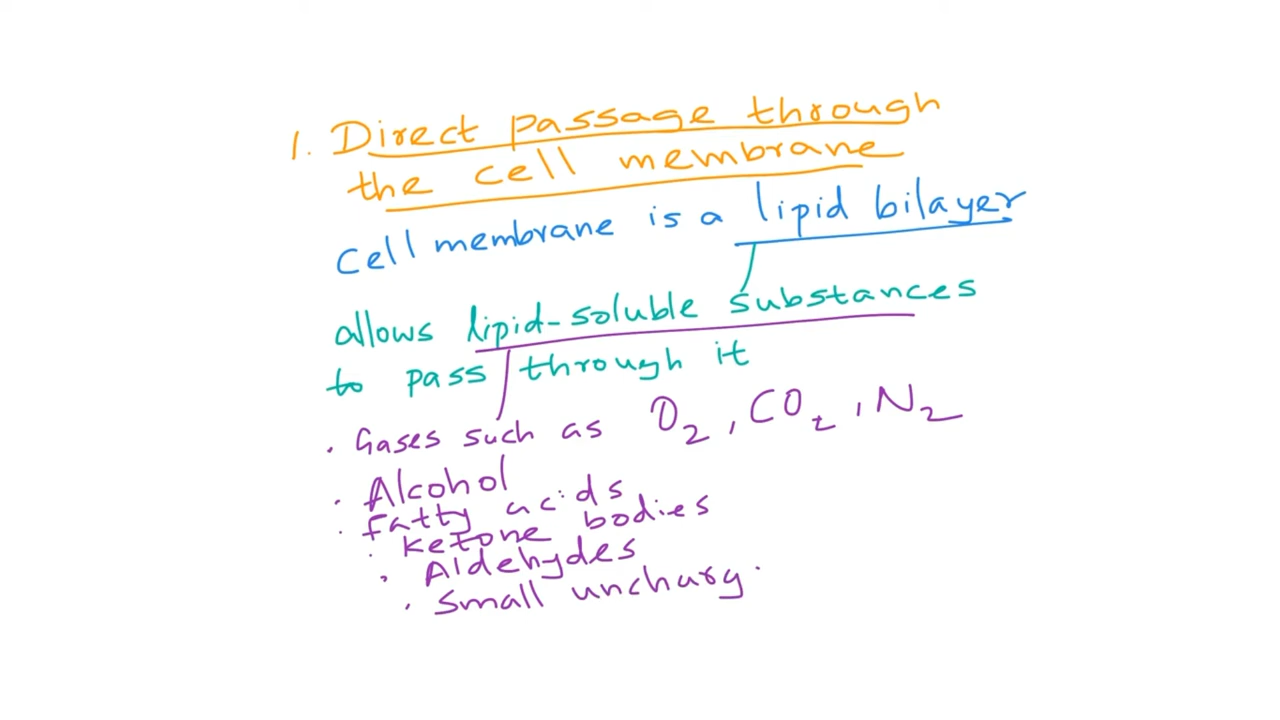 1. Direct passage through
the cell membrane
Cell membrane is a lipid bilayer
allows lipid-soluble substances
to pass through it
. Gases such as O₂, CO₂, N₂
. Alcohol
. Fatty acids
. Ketone bodies
. Aldehydes
. Small uncharg